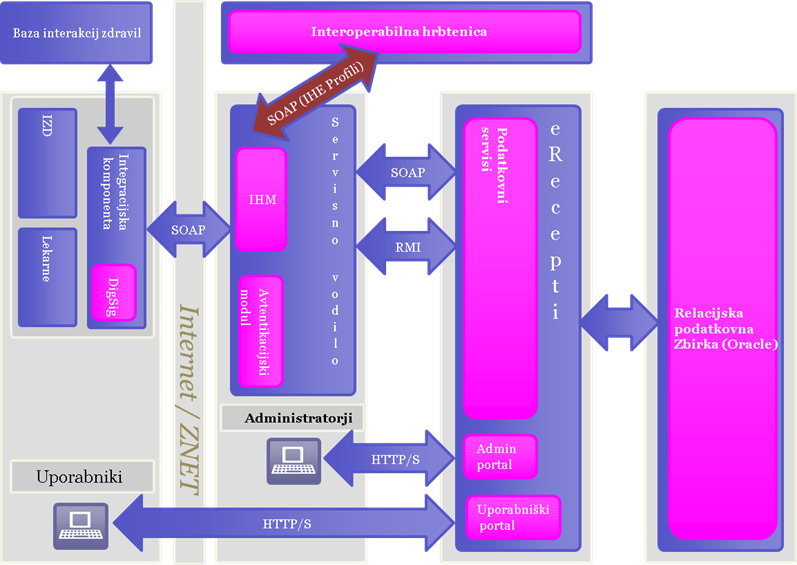 Baza interakcij zdravil
Interoperabilna hrbtenica
SOAP (IHE Profili)
IZD
Lekarne
Integracijska
komponenta
DigSig
SOAP
Internet / ZNET
Servisno vodilo
IHM
Avtentikacijski
modul
SOAP
RMI
eRecepti
Podatkovni
servisi
Relacijska
podatkovna
Zbirka (Oracle)
Administratorji
HTTP/S
Admin
portal
Uporabniki
HTTP/S
Uporabniški
portal